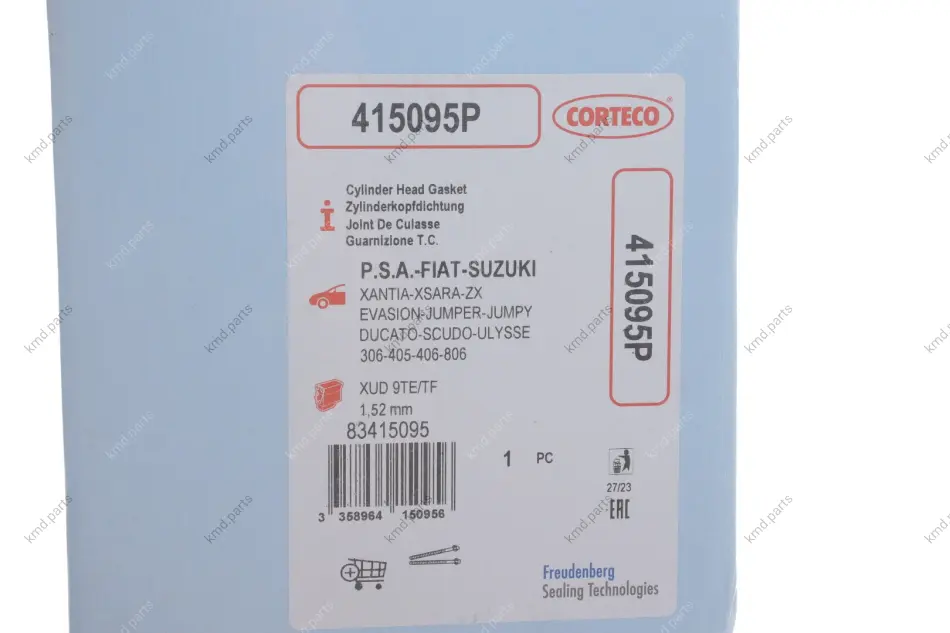 415095P
CORTECO®
Cylinder Head Gasket
Zylinderkopfdichtung
Joint De Culasse
Guarnizione T.C.
P.S.A.-FIAT-SUZUKI
XANTIA-XSARA-ZX
EVASION-JUMPER-JUMPY
DUCATO-SCUDO-ULYSSE
306-405-406-806
415095P
XUD 9TE/TF
1,52 mm
83415095
3 358964 150956
1 PC
27/23
EAC
Freudenberg
Sealing Technologies
kmd.parts